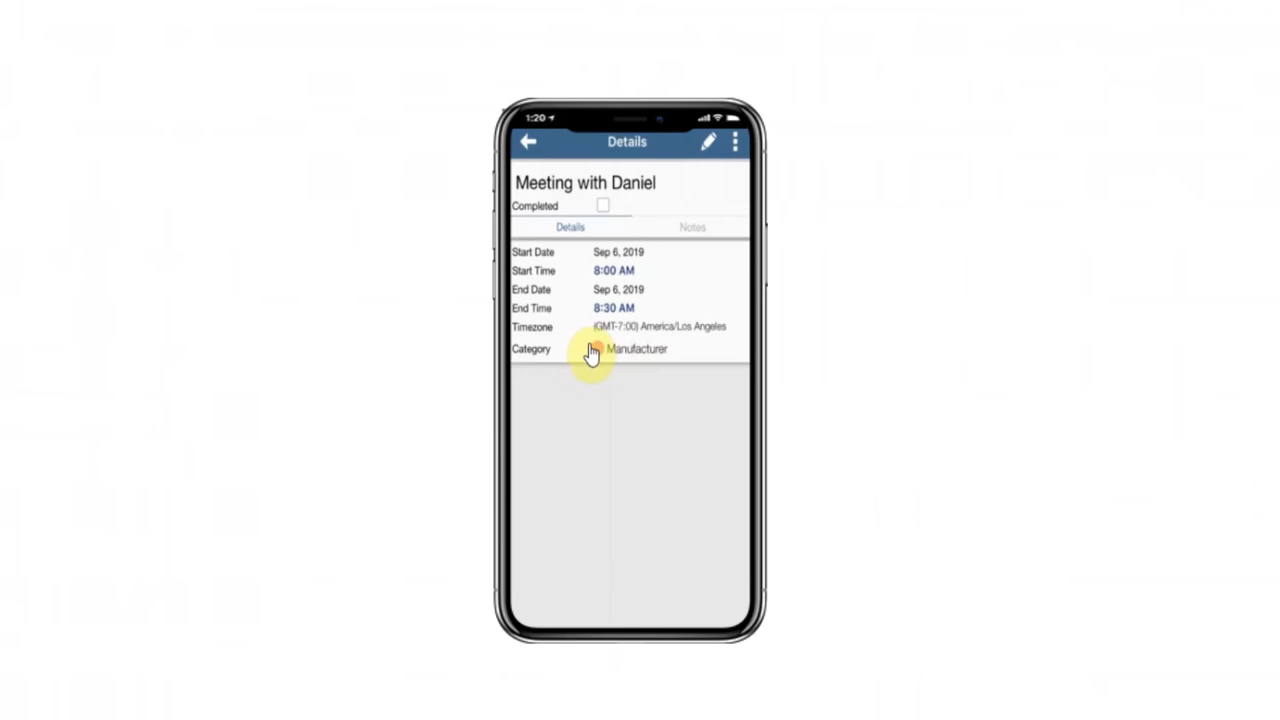 1:20
Details
Meeting with Daniel
Completed
Details Notes
Start Date Sep 6, 2019
Start Time 8:00 AM
End Date Sep 6, 2019
End Time 8:30 AM
Timezone (GMT-7:00) America/Los Angeles
Category Manufacturer